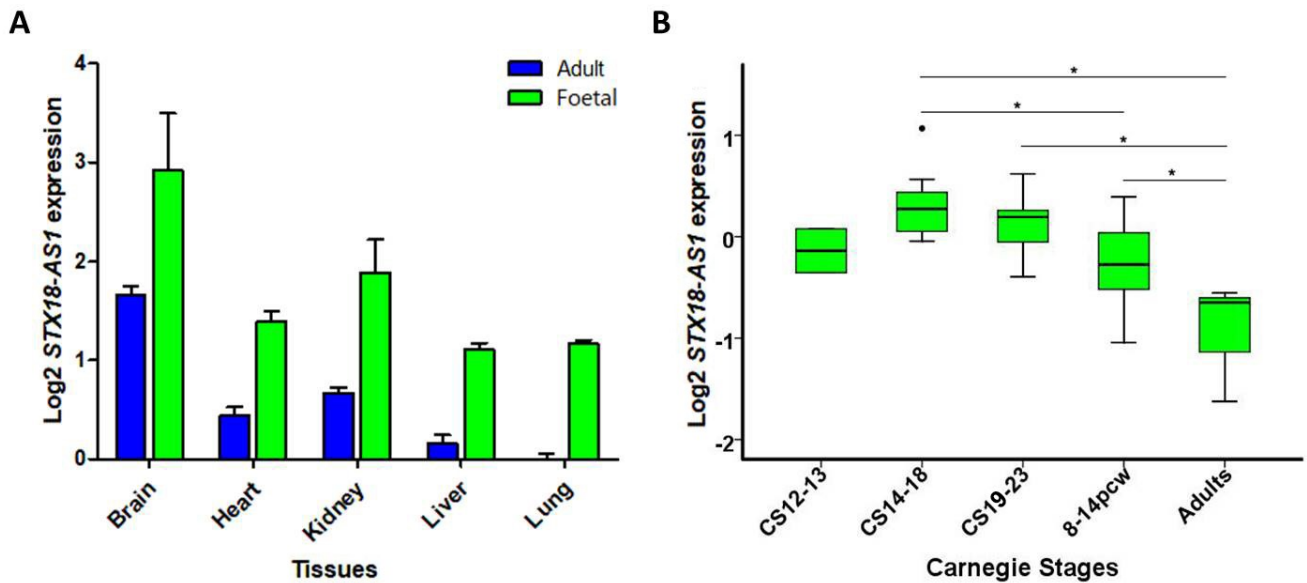 A
Log2 STX18-AS1 expression
4
3
2
1
0
Adult
Foetal
Brain
Heart
Kidney
Liver
Lung
Tissues
B
Log2 STX18-AS1 expression
1
0
-1
-2
*
*
*
*
CS12-13
CS14-18
CS19-23
8-14pcw
Adults
Carnegie Stages